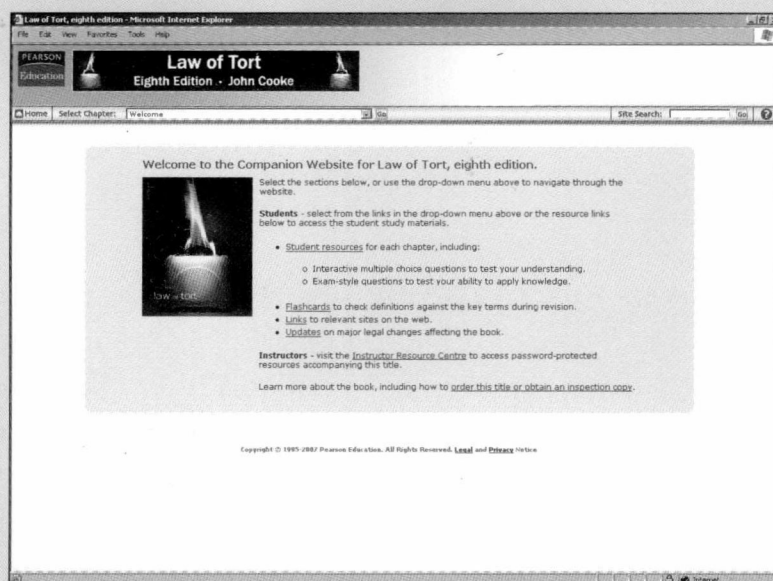 Law of Tort, eighth edition - Microsoft Internet Explorer
File Edit View Favorites Tools Help
PEARSON
Education
Law of Tort
Eighth Edition · John Cooke
Home Select Chapter: Welcome Go Site Search: Go ?
Welcome to the Companion Website for Law of Tort, eighth edition.
Select the sections below, or use the drop-down menu above to navigate through the
website.
Students - select from the links in the drop-down menu above or the resource links
below to access the student study materials.
• Student resources for each chapter, including:
o Interactive multiple choice questions to test your understanding.
o Exam-style questions to test your ability to apply knowledge.
• Flashcards to check definitions against the key terms during revision.
• Links to relevant sites on the web.
• Updates on major legal changes affecting the book.
law of tort
Instructors - visit the Instructor Resource Centre to access password-protected
resources accompanying this title.
Learn more about the book, including how to order this title or obtain an inspection copy.
Copyright © 1995-2007 Pearson Education. All Rights Reserved. Legal and Privacy Notice
Internet